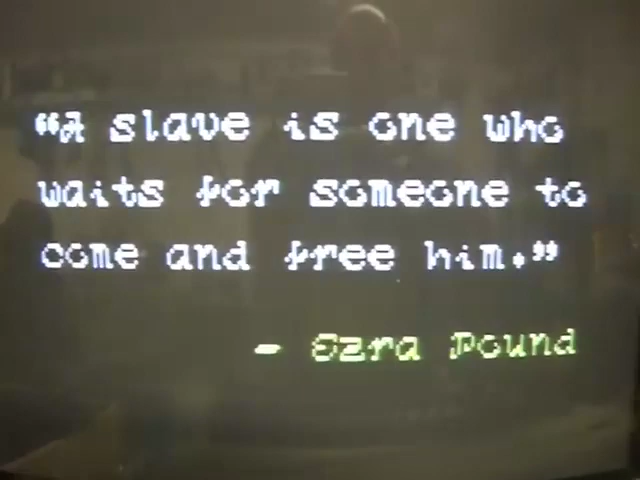 “A slave is one who
waits for someone to
come and free him.”
- Ezra Pound